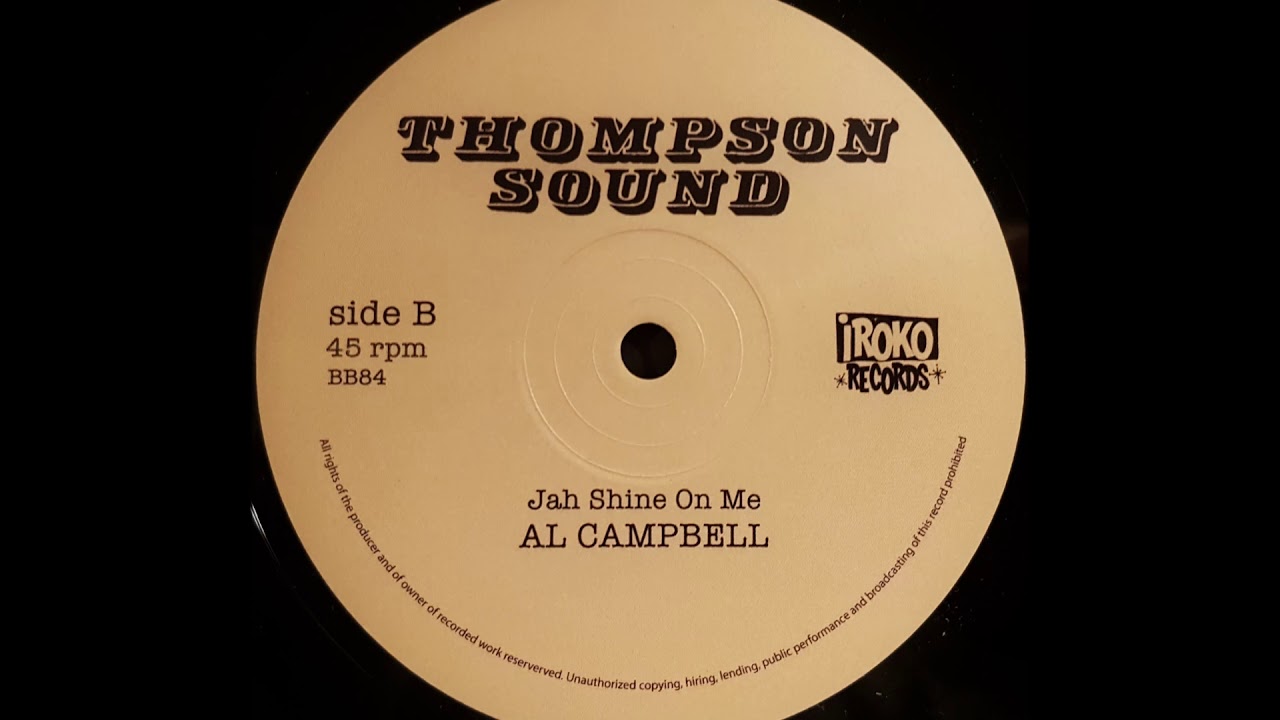 THOMPSON
SOUND
side B
45 rpm
BB84
iROKO
RECORDS
Jah Shine On Me
AL CAMPBELL
All rights of the producer and of owner of recorded work reserverved. Unauthorized copying, hiring, lending, public performance and broadcasting of this record prohibited